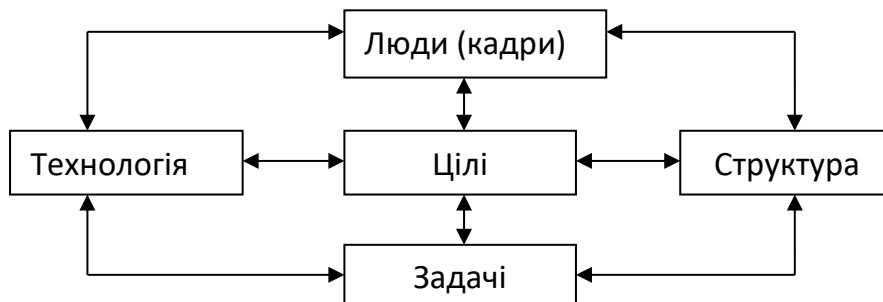 Люди (кадри)
Технологія
Цілі
Структура
Задачі